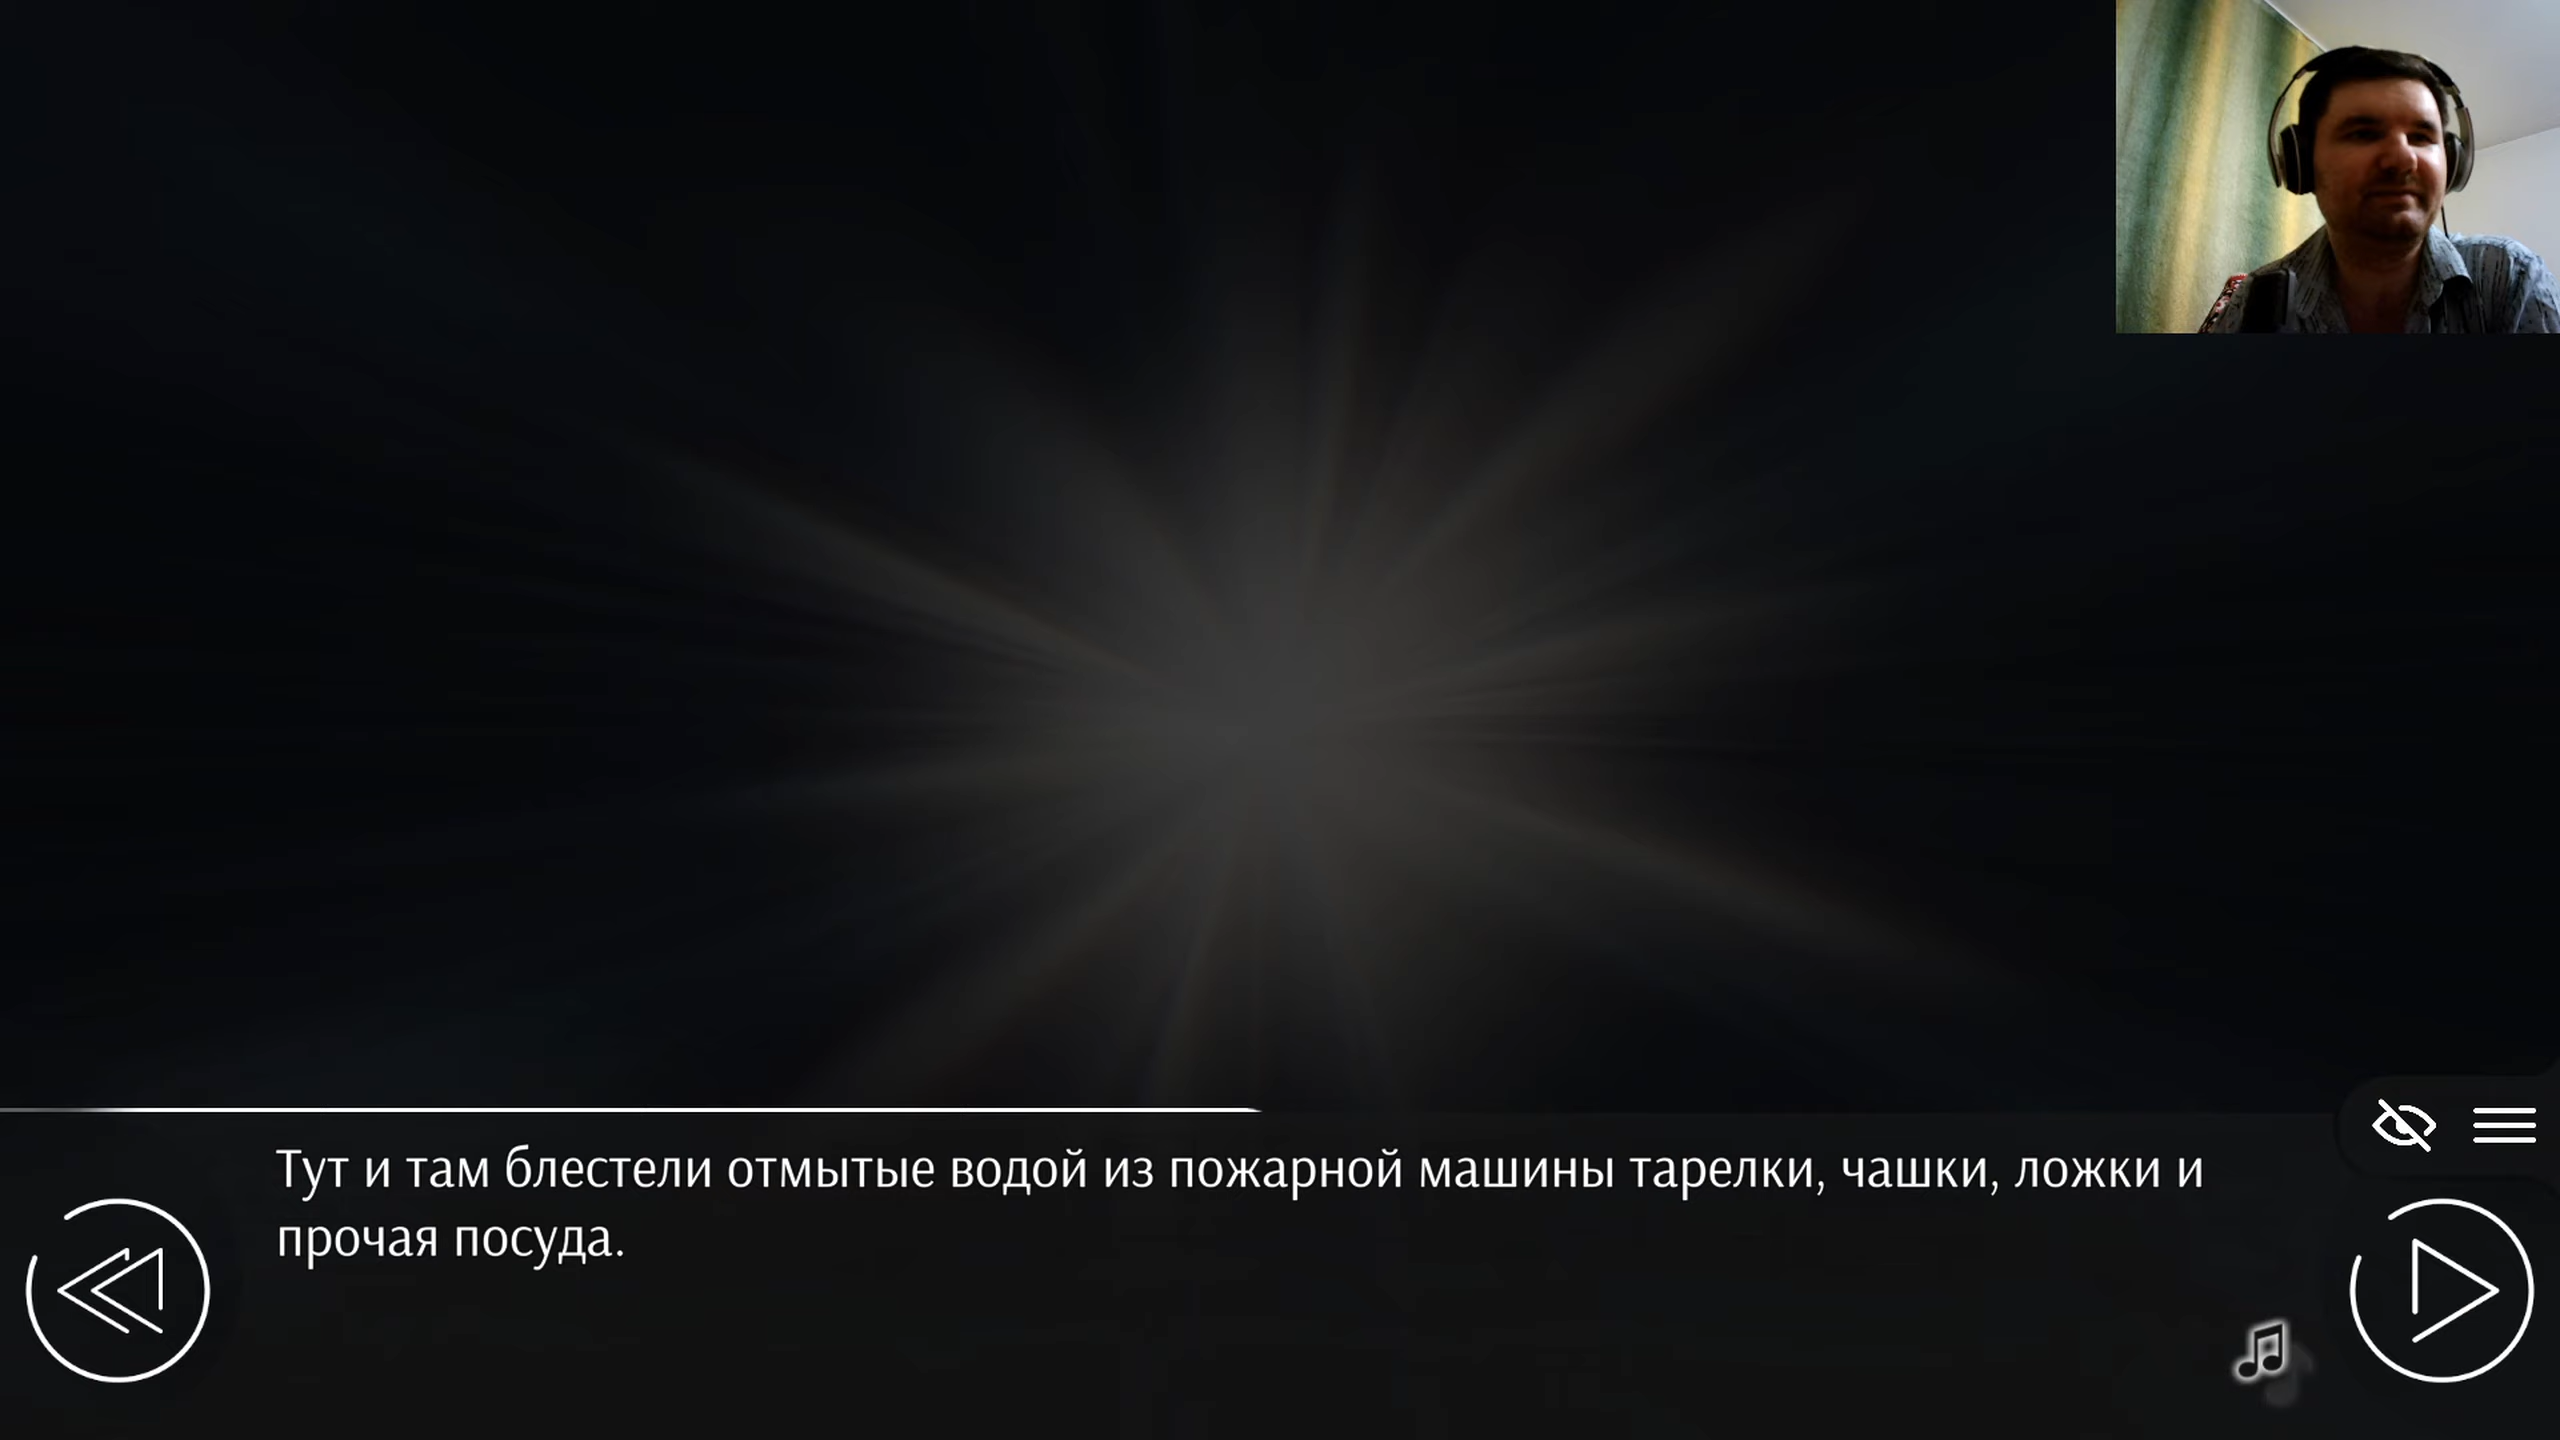 Тут и там блестели отмытые водой из пожарной машины тарелки, чашки, ложки и
прочая посуда.